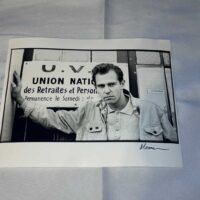 U.V.
UNION NATIO
des Retraités et Person
Permanence le Samedi :